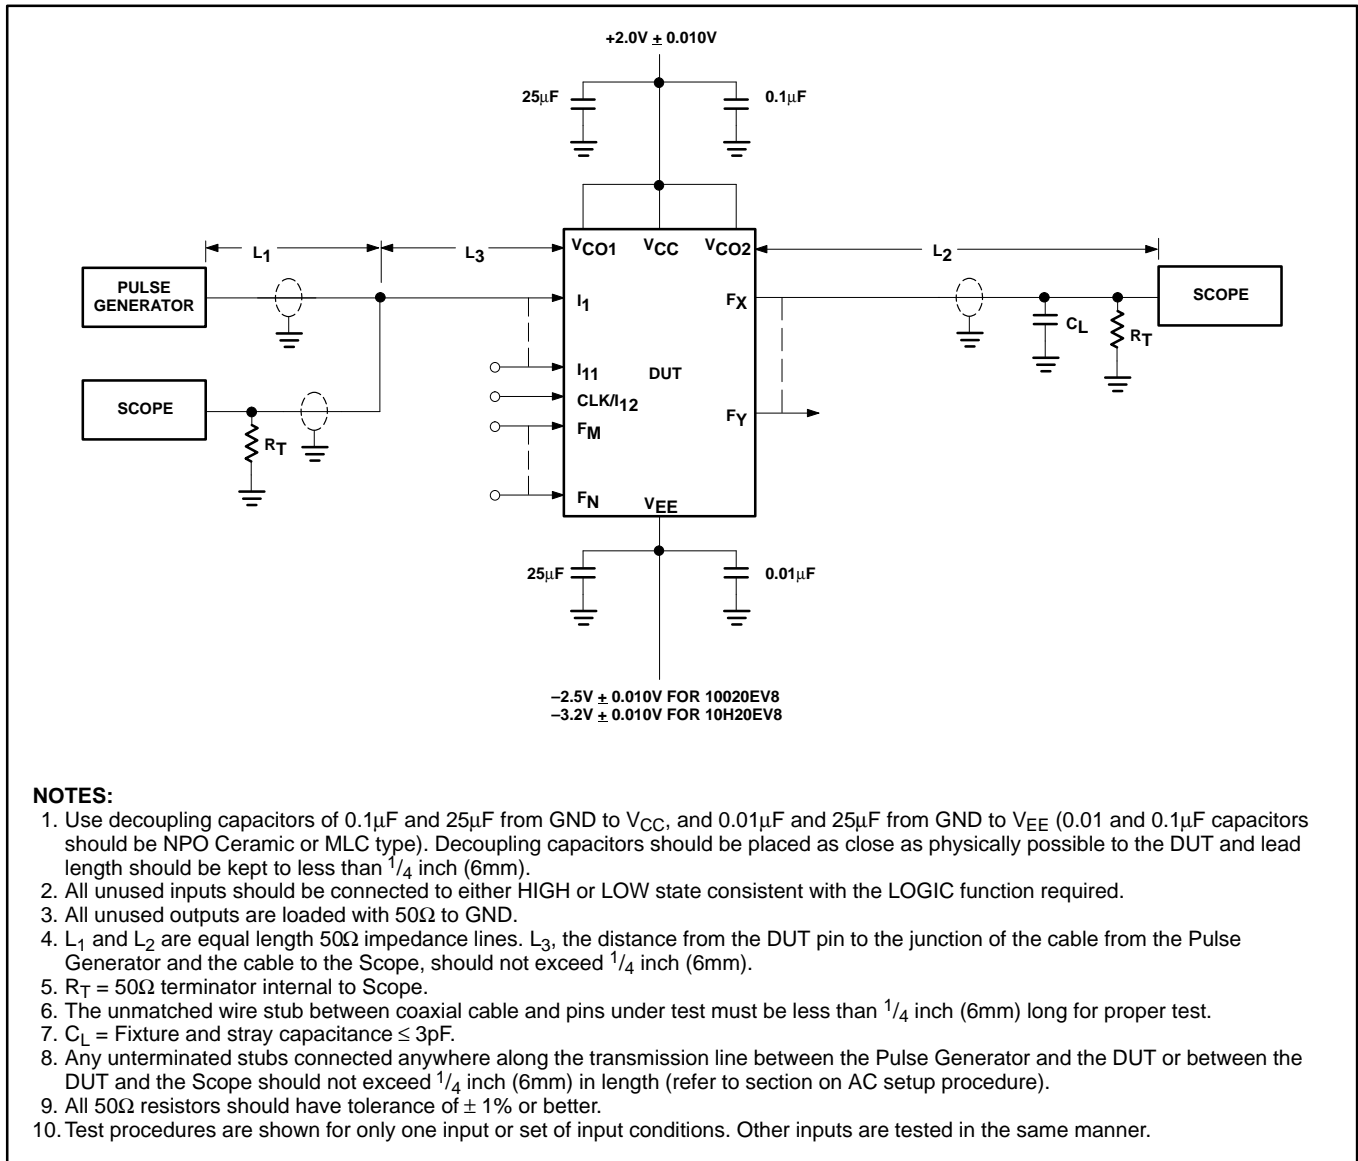 +2.0V ± 0.010V
25μF
0.1μF
L1
L3
VCO1
VCC
VCO2
L2
PULSE
GENERATOR
I1
FX
SCOPE
CL
RT
I11
DUT
SCOPE
CLK/I12
FY
FM
RT
FN
VEE
25μF
0.01μF
–2.5V ± 0.010V FOR 10020EV8
–3.2V ± 0.010V FOR 10H20EV8
NOTES:
1. Use decoupling capacitors of 0.1μF and 25μF from GND to VCC, and 0.01μF and 25μF from GND to VEE (0.01 and 0.1μF capacitors
should be NPO Ceramic or MLC type). Decoupling capacitors should be placed as close as physically possible to the DUT and lead
length should be kept to less than 1/4 inch (6mm).
2. All unused inputs should be connected to either HIGH or LOW state consistent with the LOGIC function required.
3. All unused outputs are loaded with 50Ω to GND.
4. L1 and L2 are equal length 50Ω impedance lines. L3, the distance from the DUT pin to the junction of the cable from the Pulse
Generator and the cable to the Scope, should not exceed 1/4 inch (6mm).
5. RT = 50Ω terminator internal to Scope.
6. The unmatched wire stub between coaxial cable and pins under test must be less than 1/4 inch (6mm) long for proper test.
7. CL = Fixture and stray capacitance ≤ 3pF.
8. Any unterminated stubs connected anywhere along the transmission line between the Pulse Generator and the DUT or between the
DUT and the Scope should not exceed 1/4 inch (6mm) in length (refer to section on AC setup procedure).
9. All 50Ω resistors should have tolerance of ± 1% or better.
10. Test procedures are shown for only one input or set of input conditions. Other inputs are tested in the same manner.